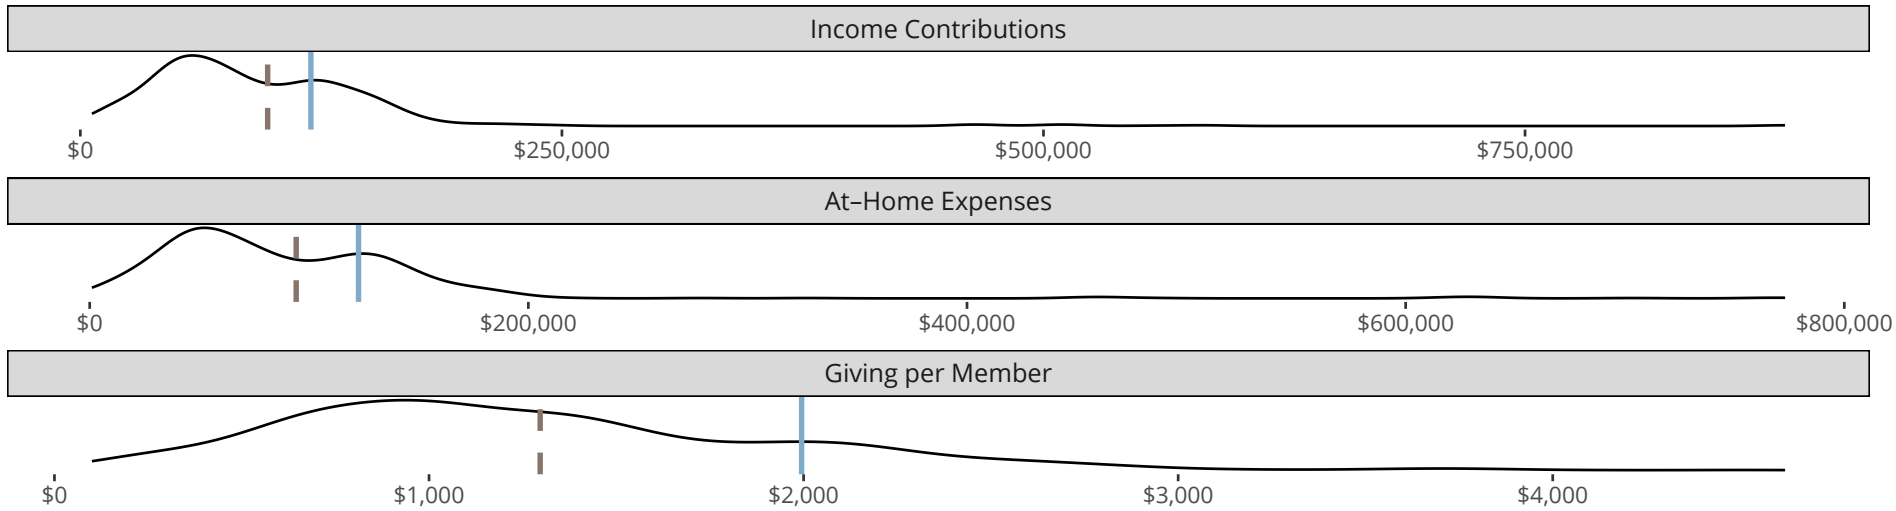 Income Contributions
$0 $250,000 $500,000 $750,000
At–Home Expenses
$0 $200,000 $400,000 $600,000 $800,000
Giving per Member
$0 $1,000 $2,000 $3,000 $4,000